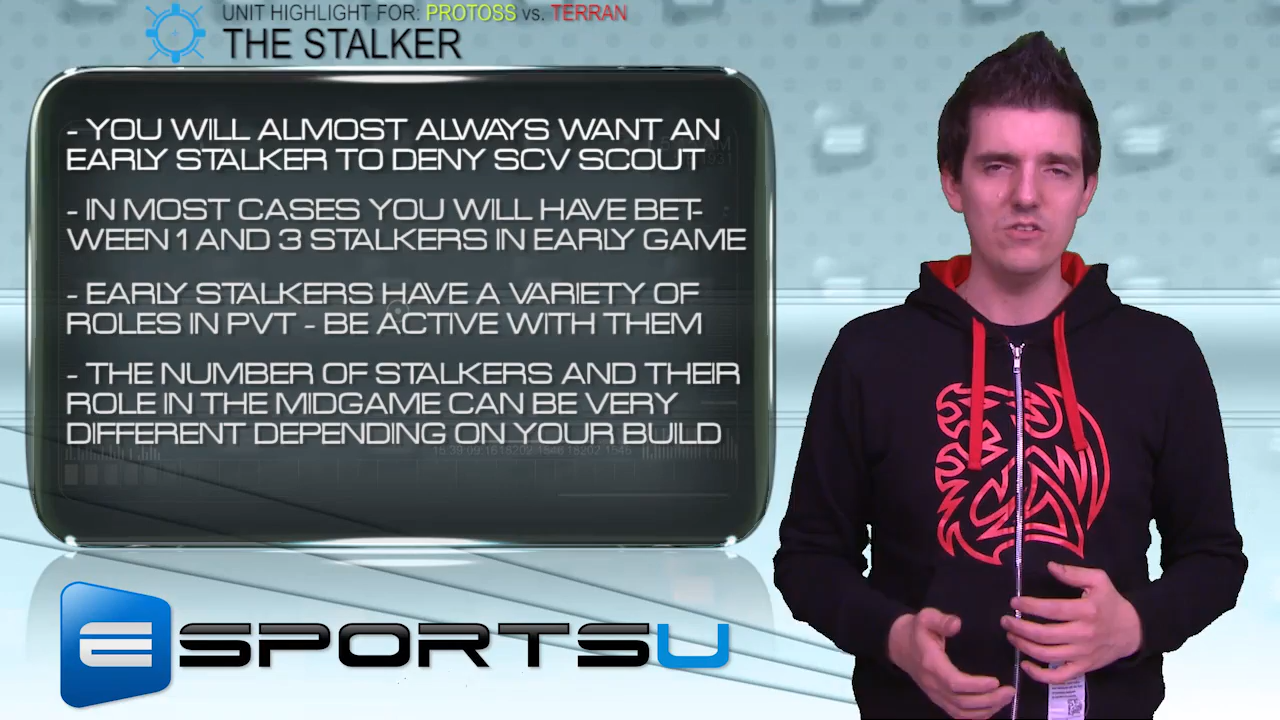 UNIT HIGHLIGHT FOR: PROTOSS vs. TERRAN
THE STALKER
- YOU WILL ALMOST ALWAYS WANT AN
EARLY STALKER TO DENY SCV SCOUT
- IN MOST CASES YOU WILL HAVE BET-
WEEN 1 AND 3 STALKERS IN EARLY GAME
- EARLY STALKERS HAVE A VARIETY OF
ROLES IN PVT - BE ACTIVE WITH THEM
- THE NUMBER OF STALKERS AND THEIR
ROLE IN THE MIDGAME CAN BE VERY
DIFFERENT DEPENDING ON YOUR BUILD
ESPORTSU